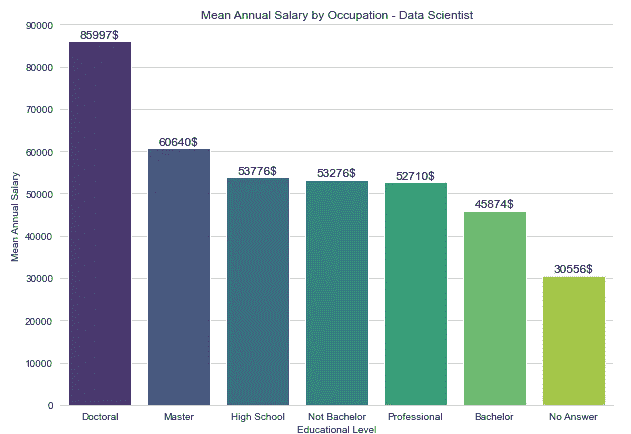 Mean Annual Salary by Occupation - Data Scientist
90000
80000
70000
60000
50000
40000
30000
20000
10000
0
Mean Annual Salary
85997$
60640$
53776$
53276$
52710$
45874$
30556$
Doctoral
Master
High School
Not Bachelor
Professional
Bachelor
No Answer
Educational Level